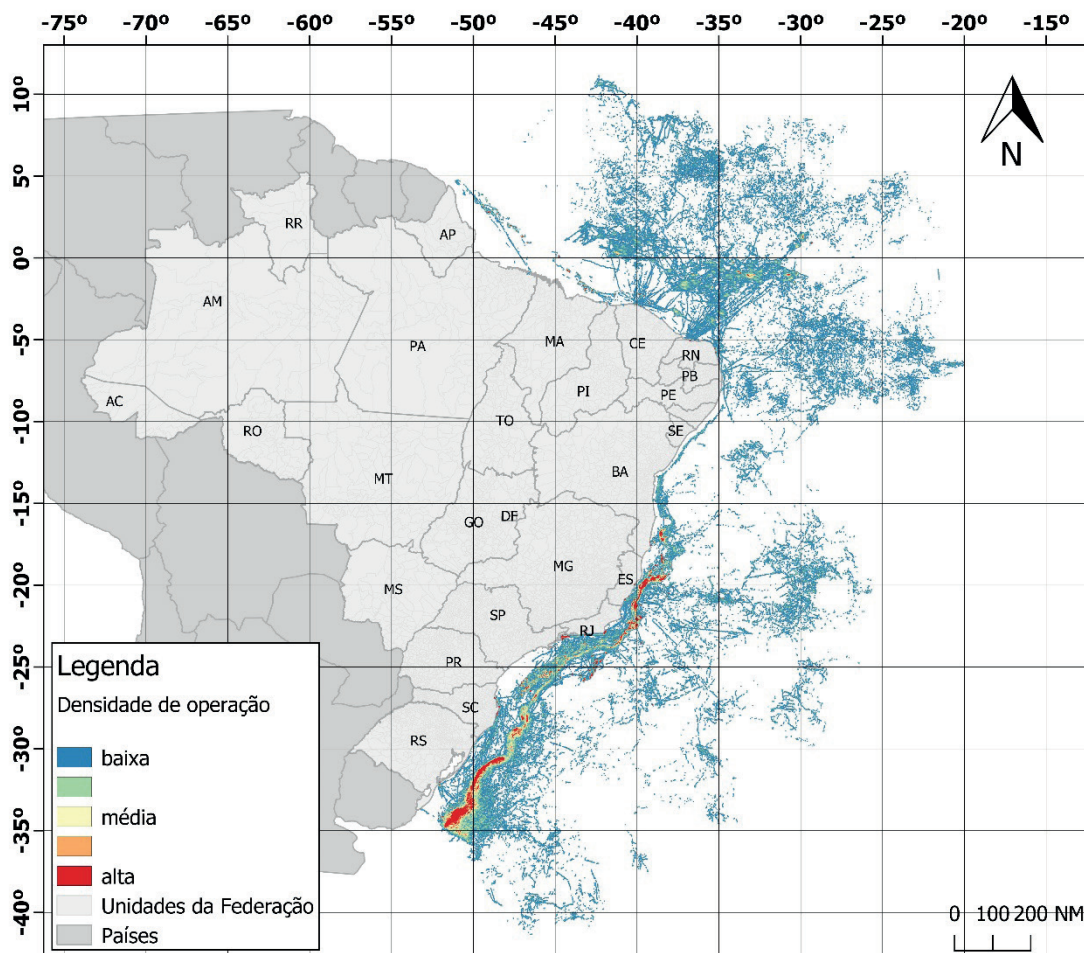 -75º -70º -65º -60º -55º -50º -45º -40º -35º -30º -25º -20º -15º
10º
5º
0º
-5º
-10º
-15º
-20º
-25º
-30º
-35º
-40º
N
RR
AP
AM
PA
MA
CE
RN
PB
PI
PE
AC
TO
SE
RO
BA
MT
DF
GO
MG
ES
MS
SP
RJ
PR
SC
RS
Legenda
Densidade de operação
baixa
média
alta
Unidades da Federação
Países
0 100 200 NM